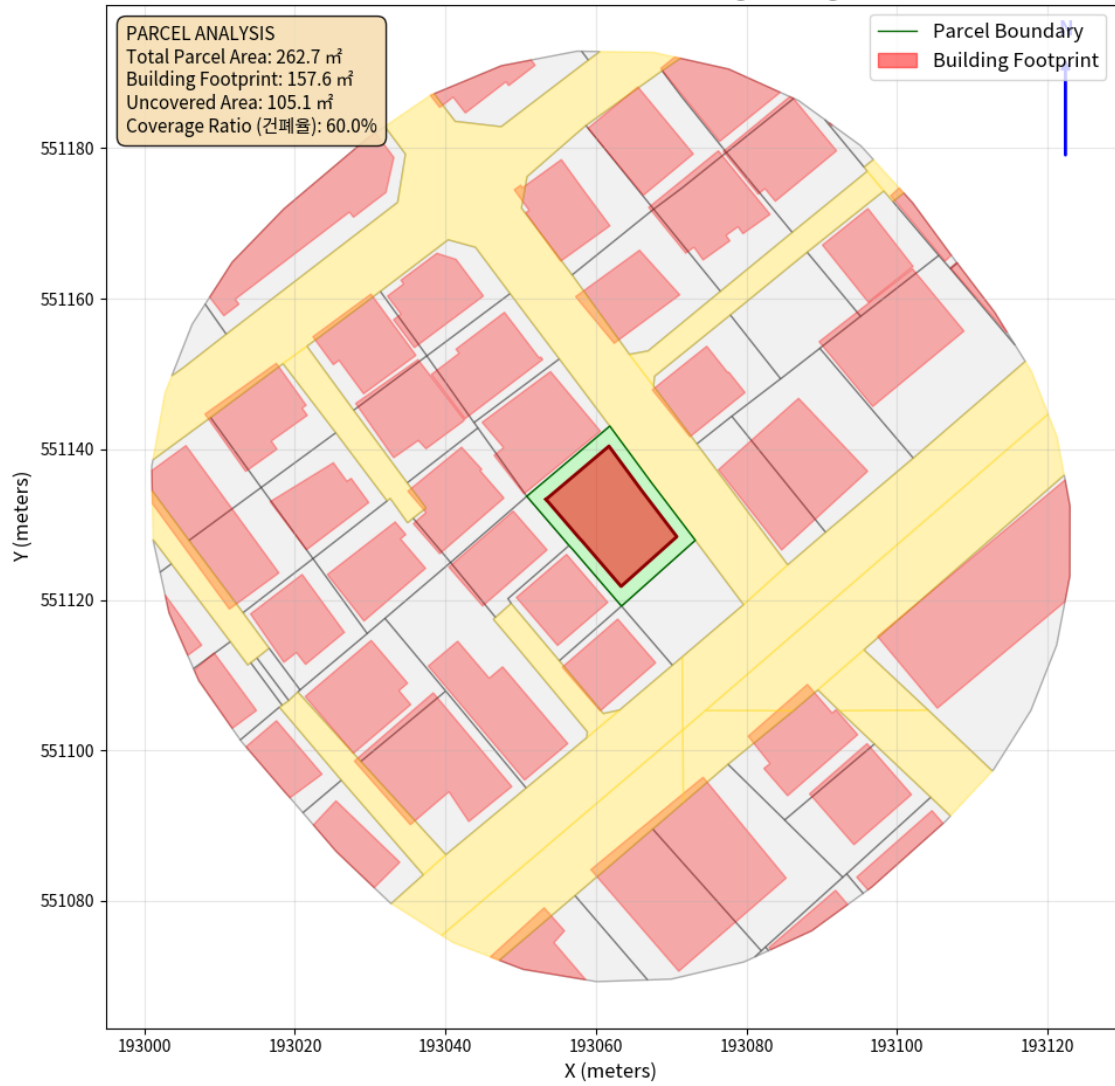 PARCEL ANALYSIS
Total Parcel Area: 262.7 ㎡
Building Footprint: 157.6 ㎡
Uncovered Area: 105.1 ㎡
Coverage Ratio (건폐율): 60.0%
Parcel Boundary
Building Footprint
N
551180
551160
551140
551120
551100
551080
Y (meters)
193000
193020
193040
193060
193080
193100
193120
X (meters)